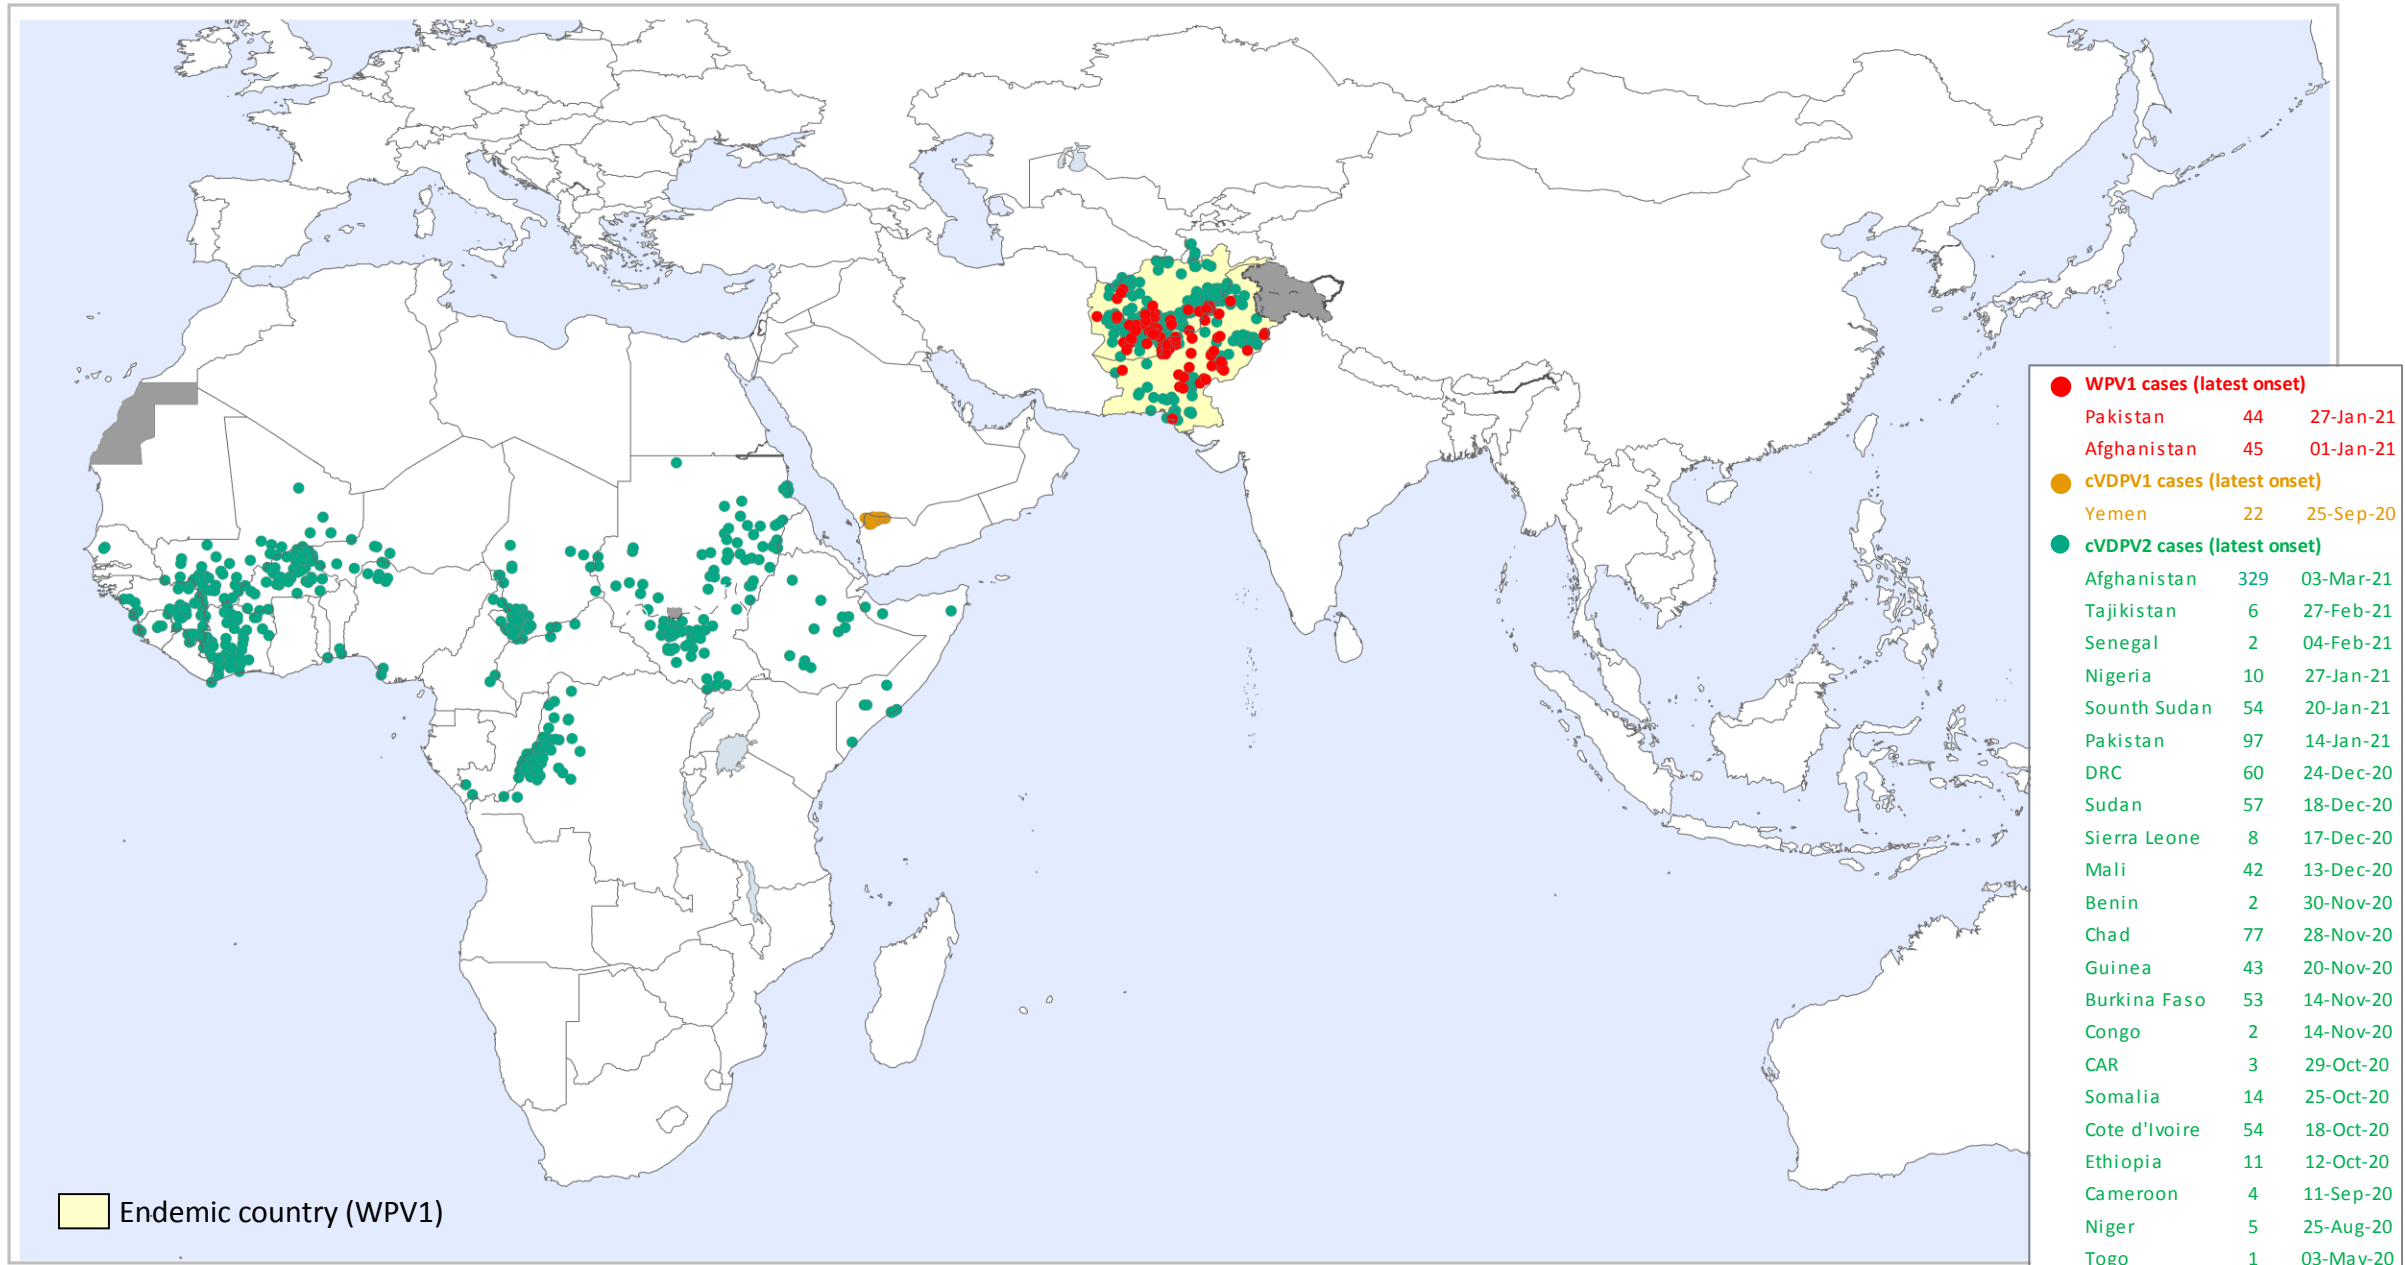 WPV1 cases (latest onset)
Pakistan 44 27-Jan-21
Afghanistan 45 01-Jan-21
cVDPV1 cases (latest onset)
Yemen 22 25-Sep-20
cVDPV2 cases (latest onset)
Afghanistan 329 03-Mar-21
Tajikistan 6 27-Feb-21
Senegal 2 04-Feb-21
Nigeria 10 27-Jan-21
Sounth Sudan 54 20-Jan-21
Pakistan 97 14-Jan-21
DRC 60 24-Dec-20
Sudan 57 18-Dec-20
Sierra Leone 8 17-Dec-20
Mali 42 13-Dec-20
Benin 2 30-Nov-20
Chad 77 28-Nov-20
Guinea 43 20-Nov-20
Burkina Faso 53 14-Nov-20
Congo 2 14-Nov-20
CAR 3 29-Oct-20
Somalia 14 25-Oct-20
Cote d'Ivoire 54 18-Oct-20
Ethiopia 11 12-Oct-20
Cameroon 4 11-Sep-20
Niger 5 25-Aug-20
Togo 1 03-May-20
Endemic country (WPV1)